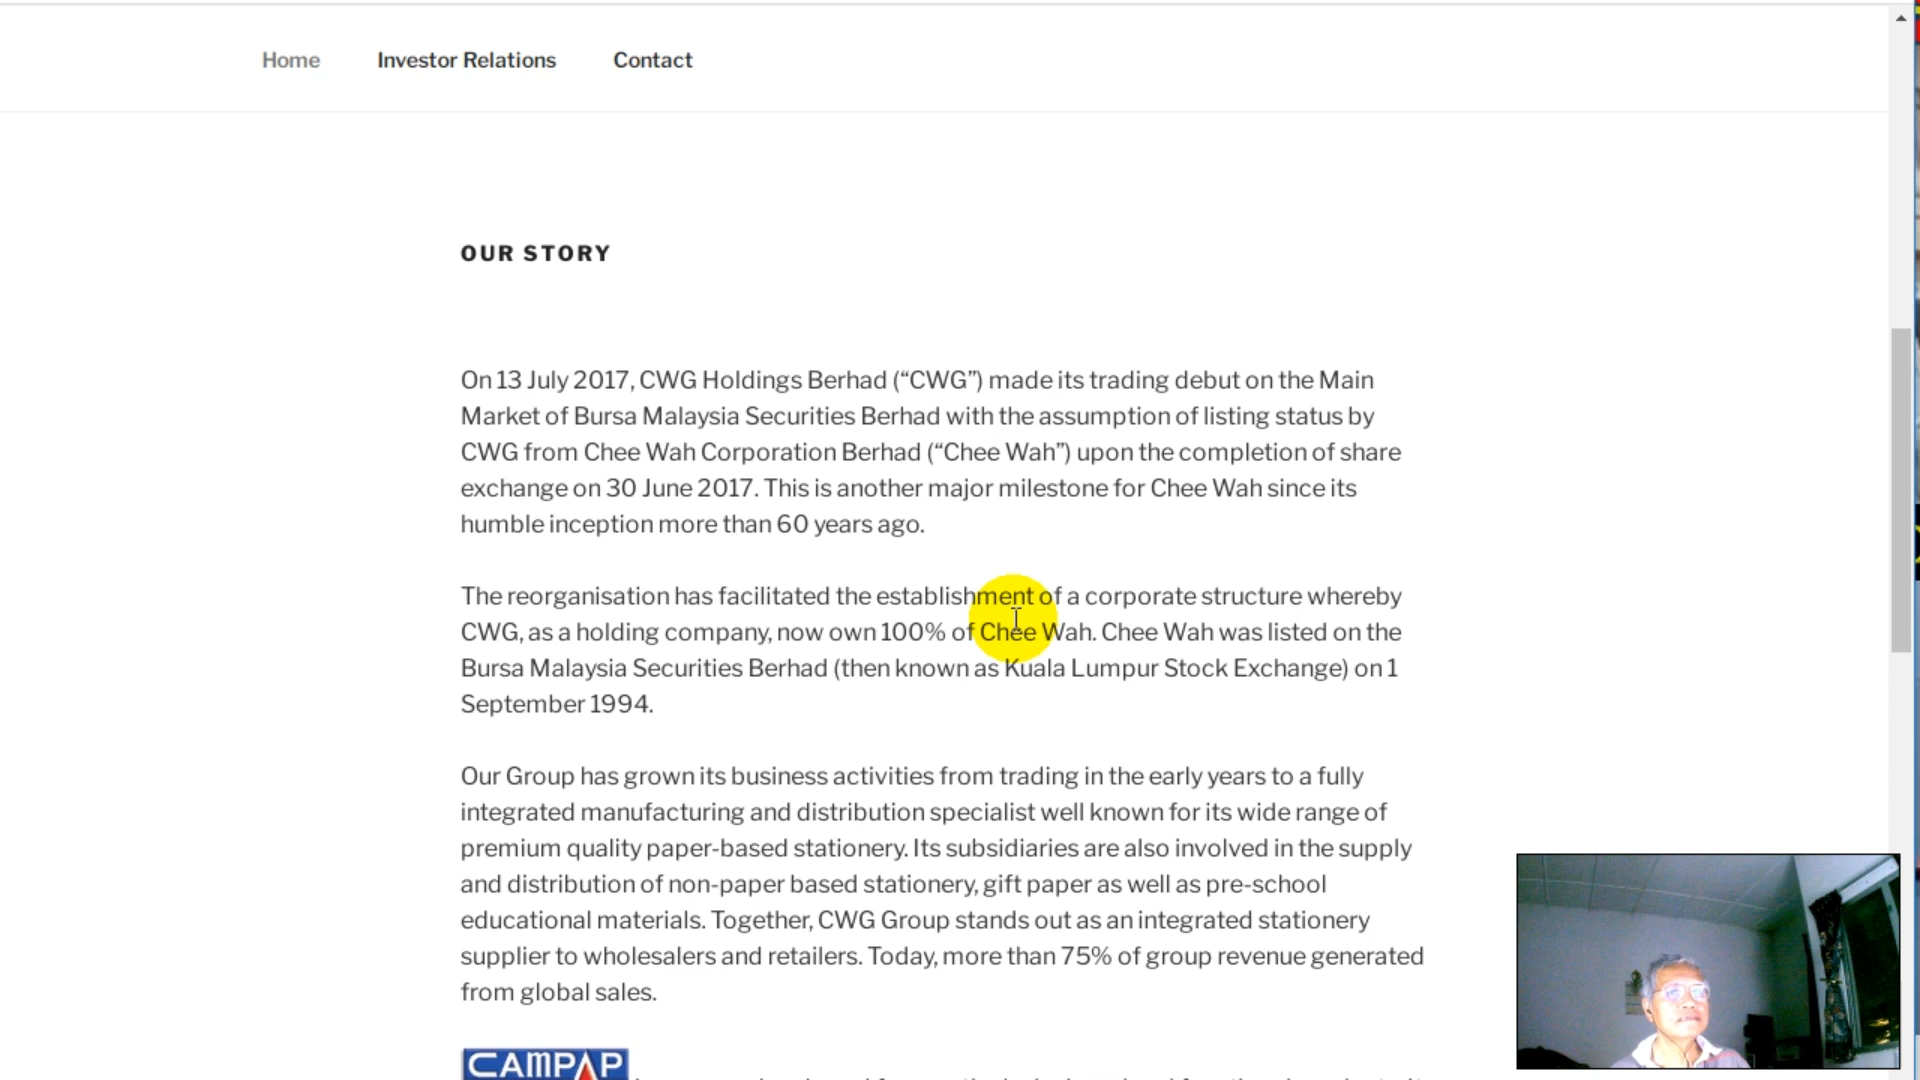 Home Investor Relations Contact
OUR STORY
On 13 July 2017, CWG Holdings Berhad (“CWG”) made its trading debut on the Main
Market of Bursa Malaysia Securities Berhad with the assumption of listing status by
CWG from Chee Wah Corporation Berhad (“Chee Wah”) upon the completion of share
exchange on 30 June 2017. This is another major milestone for Chee Wah since its
humble inception more than 60 years ago.
The reorganisation has facilitated the establishment of a corporate structure whereby
CWG, as a holding company, now own 100% of Chee Wah. Chee Wah was listed on the
Bursa Malaysia Securities Berhad (then known as Kuala Lumpur Stock Exchange) on 1
September 1994.
Our Group has grown its business activities from trading in the early years to a fully
integrated manufacturing and distribution specialist well known for its wide range of
premium quality paper-based stationery. Its subsidiaries are also involved in the supply
and distribution of non-paper based stationery, gift paper as well as pre-school
educational materials. Together, CWG Group stands out as an integrated stationery
supplier to wholesalers and retailers. Today, more than 75% of group revenue generated
from global sales.
CAMPAP